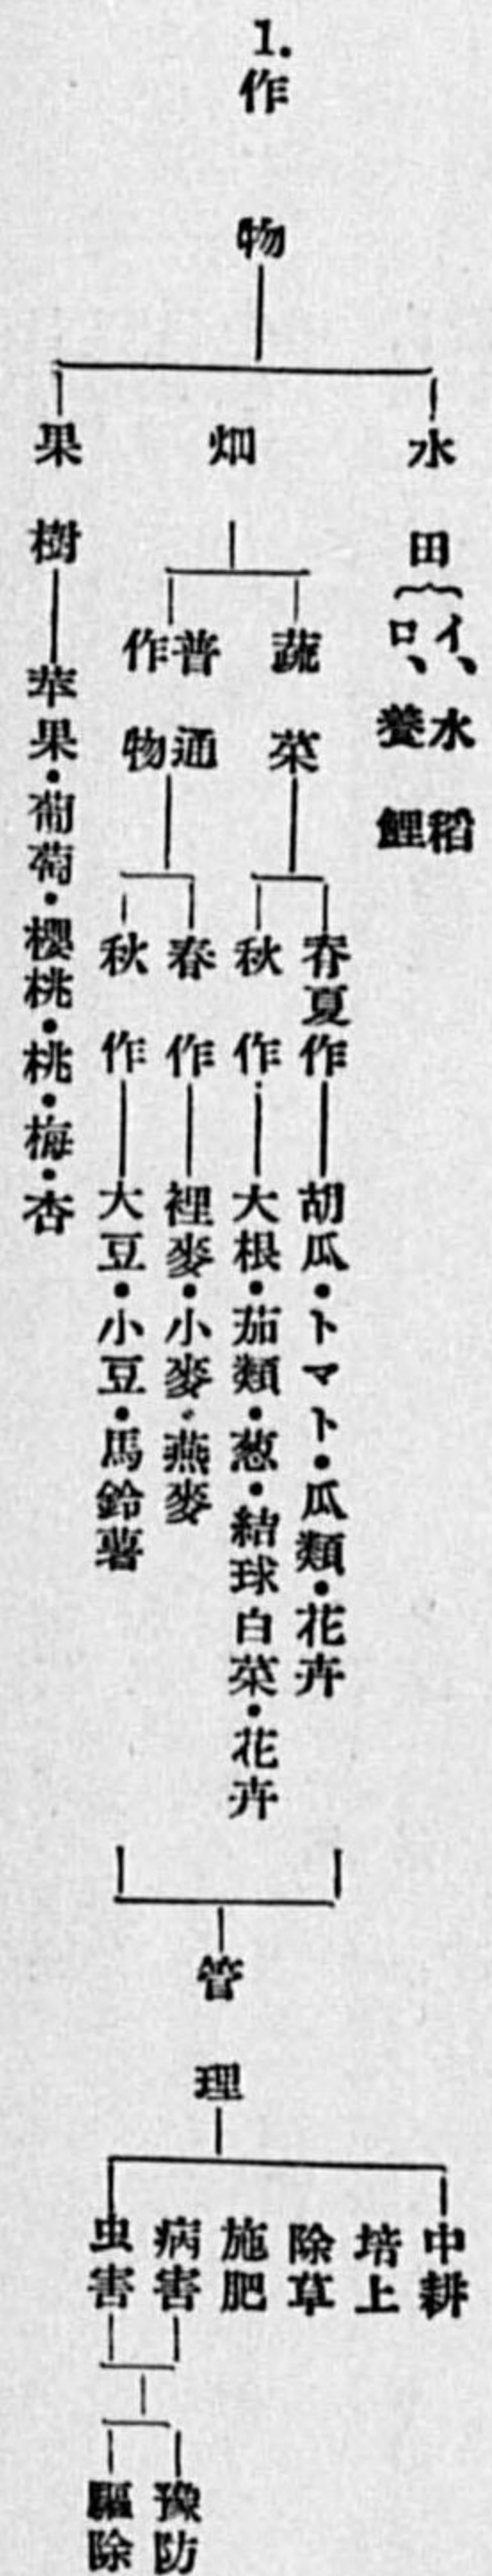 1.作物
水田
イ、水稻
ロ、養鯉
畑
蔬菜
春夏作
胡瓜・トマト・瓜類・花卉
秋作
大根・茄類・葱・結球白菜・花卉
普通
作物
春作
裡麥・小麥・燕麥
秋作
大豆・小豆・馬鈴薯
果樹
苹果・葡萄・櫻桃・桃・梅・杏
管理
中耕
培上
除草
施肥
病害
虫害
豫防
驅除